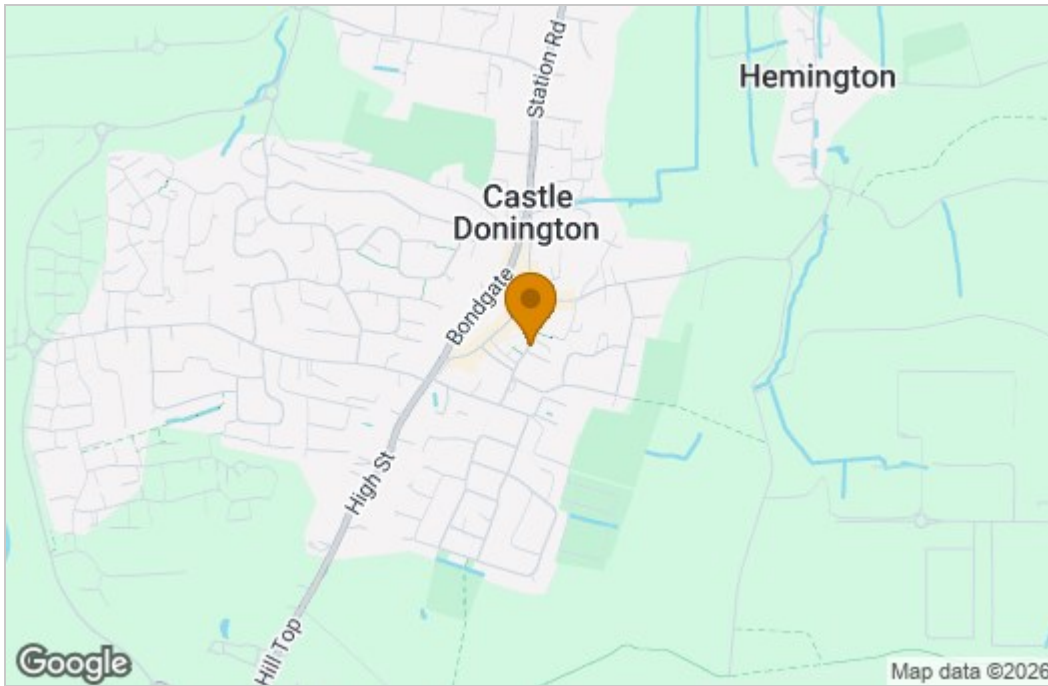 Station Rd
Hemington
Castle
Donington
Bondgate
High St
Hill Top
Google
Map data ©2026